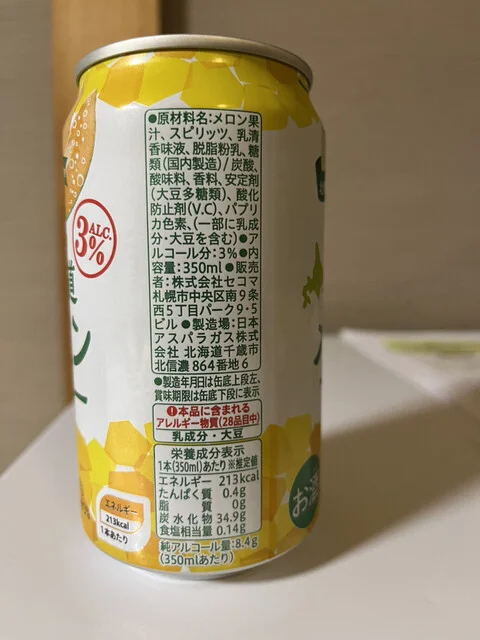 ●原材料名:メロン果
汁、スピリッツ、乳清
香味液、脱脂粉乳、糖
類(国内製造)/炭酸、
酸味料、香料、安定剤
(大豆多糖類)、酸化
防止剤(V.C)、パプリ
カ色素、(一部に乳成
分・大豆を含む)●ア
ルコール分:3%●内
容量:350ml●販売
者:株式会社セコマ
札幌市中央区南9条
西5丁目パーク9・5
ビル ●製造場:日本
アスパラガス株式
会社 北海道千歳市
北信濃 864番地6
●製造年月日は缶底上段左、
賞味期限は缶底下段に表示
!本品に含まれる
アレルギー物質(28品目中)
乳成分・大豆
栄養成分表示
1本(350ml)あたり ※推定値
エネルギー 213kcal
たんぱく質 0.4g
脂質 0g
炭水化物 34.9g
食塩相当量 0.14g
純アルコール量:8.4g
(350mlあたり)
ALC.
3%
道
ン
エネルギー
213kcal
1本あたり
お酒